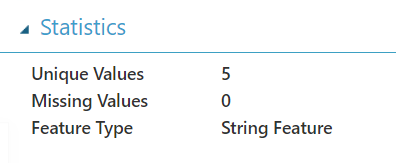 Statistics
Unique Values 5
Missing Values 0
Feature Type String Feature